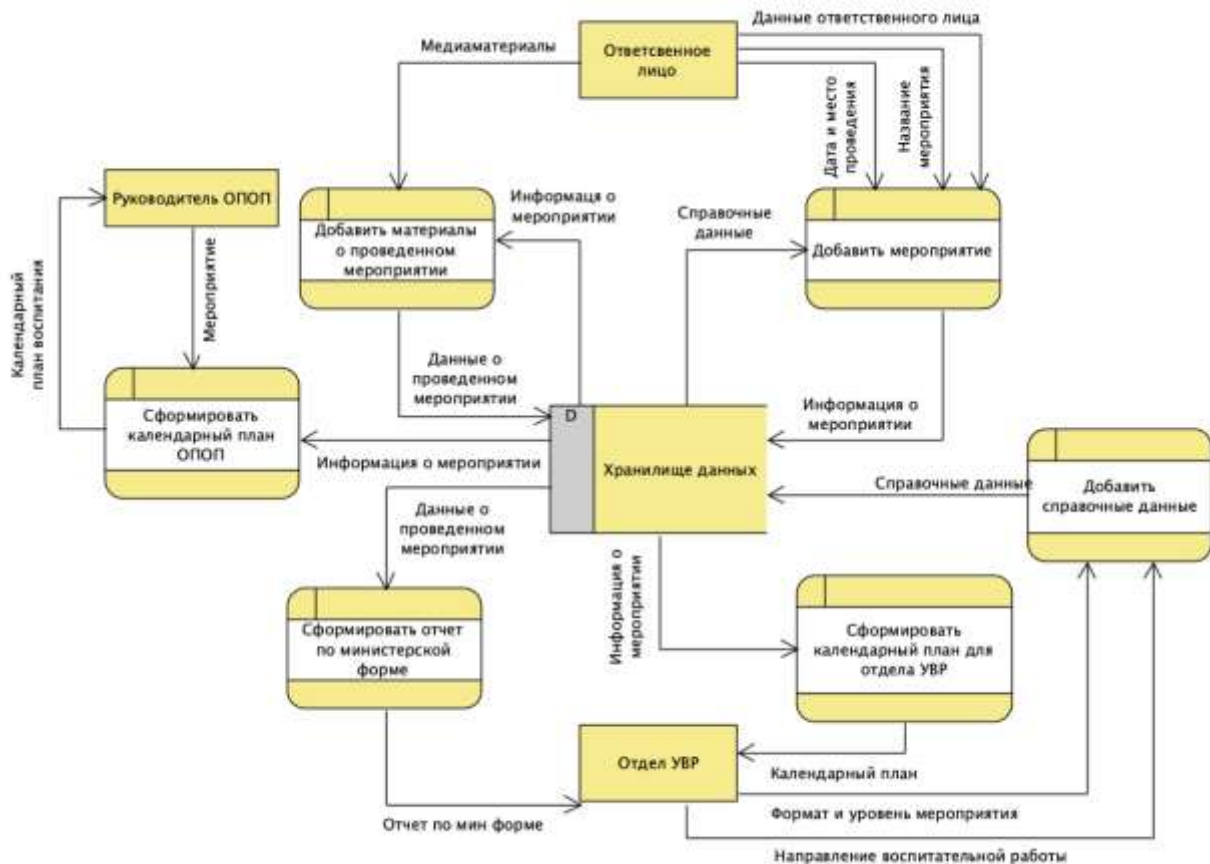 Данные ответственного лица
Медиаматериалы
Ответсвенное
лицо
Дата и место
проведения
Название
мероприятия
Руководитель ОПОП
Информаця о
мероприятии
Справочные
данные
Добавить материалы
о проведенном
мероприятии
Добавить мероприятие
Календарный
план воспитания
Мероприятие
Данные о
проведенном
мероприятии
D
Информация о
мероприятии
Сформировать
календарный план
ОПОП
Информация о мероприятии
Хранилище данных
Справочные данные
Добавить
справочные данные
Данные о
проведенном
мероприятии
Информация о
мероприятии
Сформировать отчет
по министерской
форме
Сформировать
календарный план для
отдела УВР
Отдел УВР
Календарный план
Отчет по мин форме
Формат и уровень мероприятия
Направление воспитательной работы